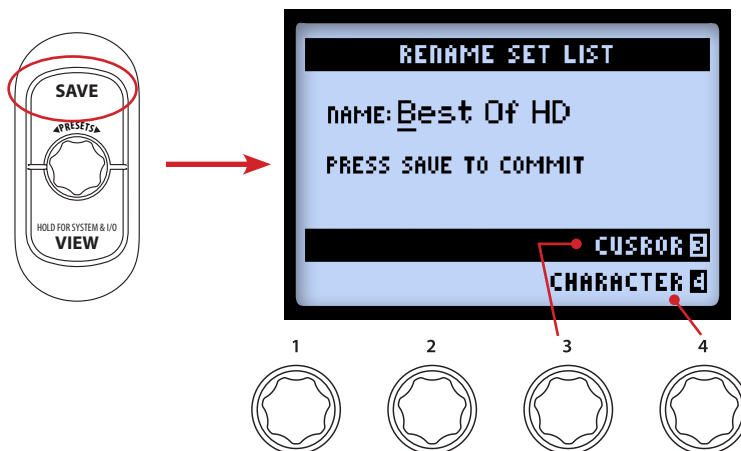 SAVE
◀PRESETS▶
HOLD FOR SYSTEM & I/O
VIEW
RENAME SET LIST
NAME: Best Of HD
PRESS SAVE TO COMMIT
CUSROR 3
CHARACTER 4
1 2 3 4